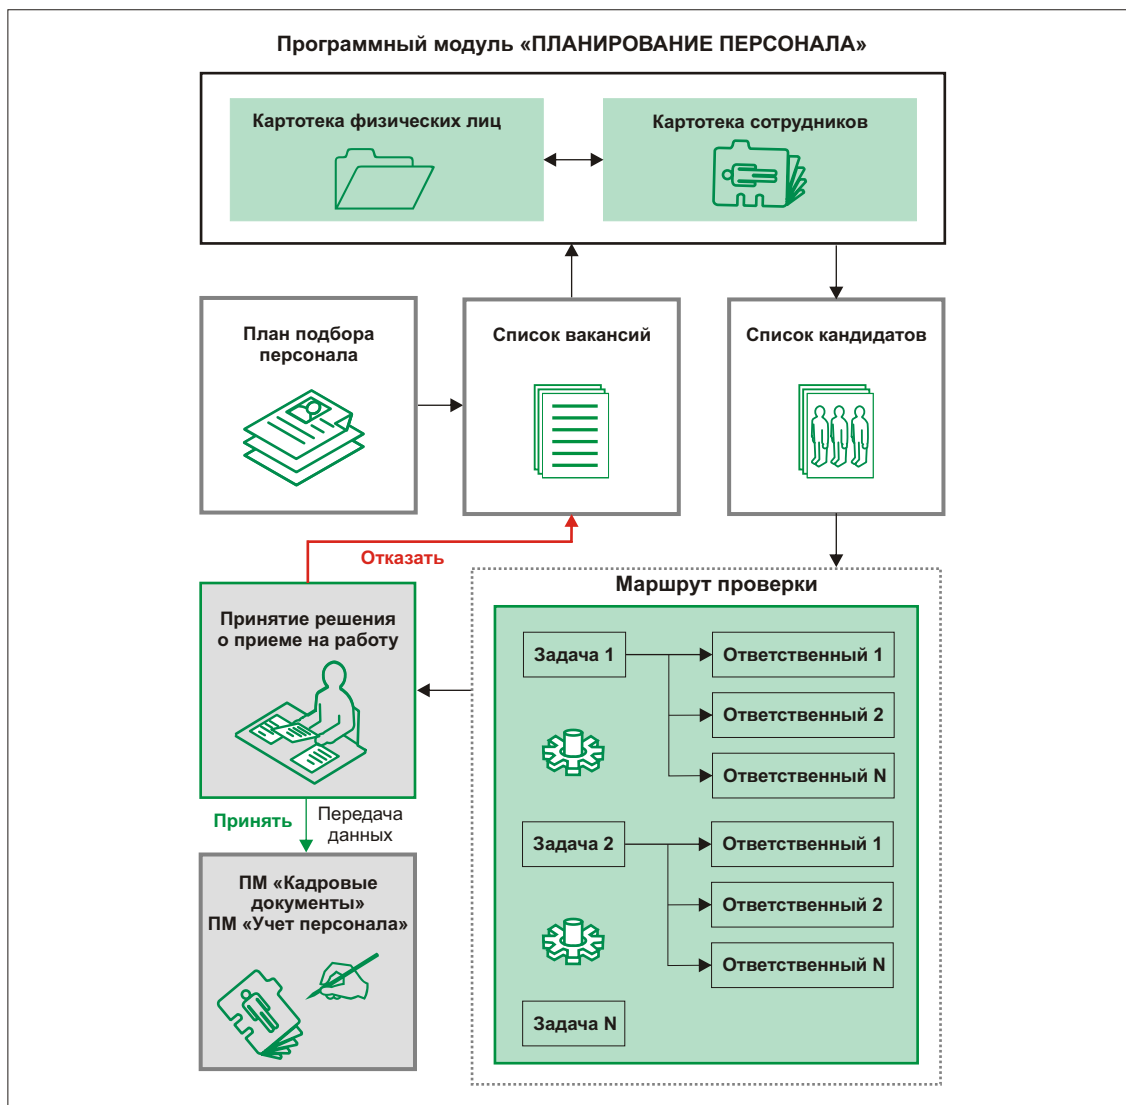 Программный модуль «ПЛАНИРОВАНИЕ ПЕРСОНАЛА»
Картотека физических лиц
Картотека сотрудников
План подбора
персонала
Список вакансий
Список кандидатов
Отказать
Маршрут проверки
Принятие решения
о приеме на работу
Задача 1
Ответственный 1
Ответственный 2
Ответственный N
Принять
Передача
данных
Задача 2
Ответственный 1
Ответственный 2
Ответственный N
Задача N
ПМ «Кадровые
документы»
ПМ «Учет персонала»